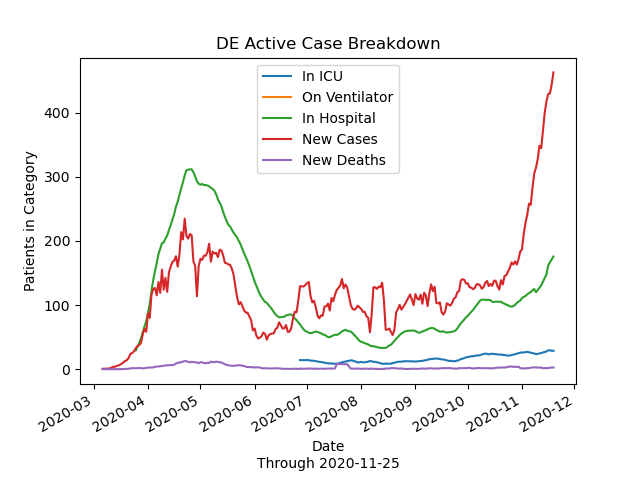 DE Active Case Breakdown
In ICU
On Ventilator
In Hospital
New Cases
New Deaths
Patients in Category
400
300
200
100
0
2020-03
2020-04
2020-05
2020-06
2020-07
2020-08
2020-09
2020-10
2020-11
2020-12
Date
Through 2020-11-25